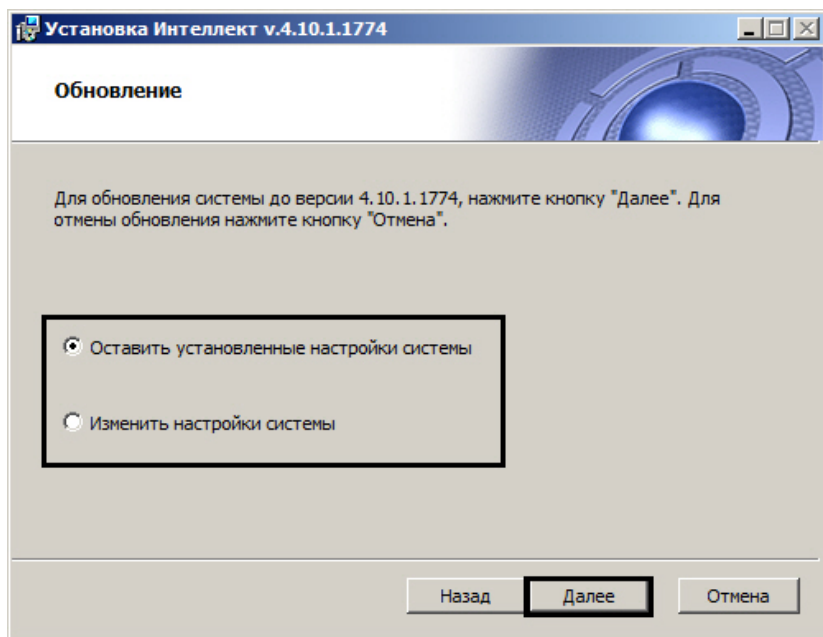 Установка Интеллект v.4.10.1.1774
Обновление
Для обновления системы до версии 4.10.1.1774, нажмите кнопку "Далее". Для
отмены обновления нажмите кнопку "Отмена".
Оставить установленные настройки системы
Изменить настройки системы
Назад Далее Отмена